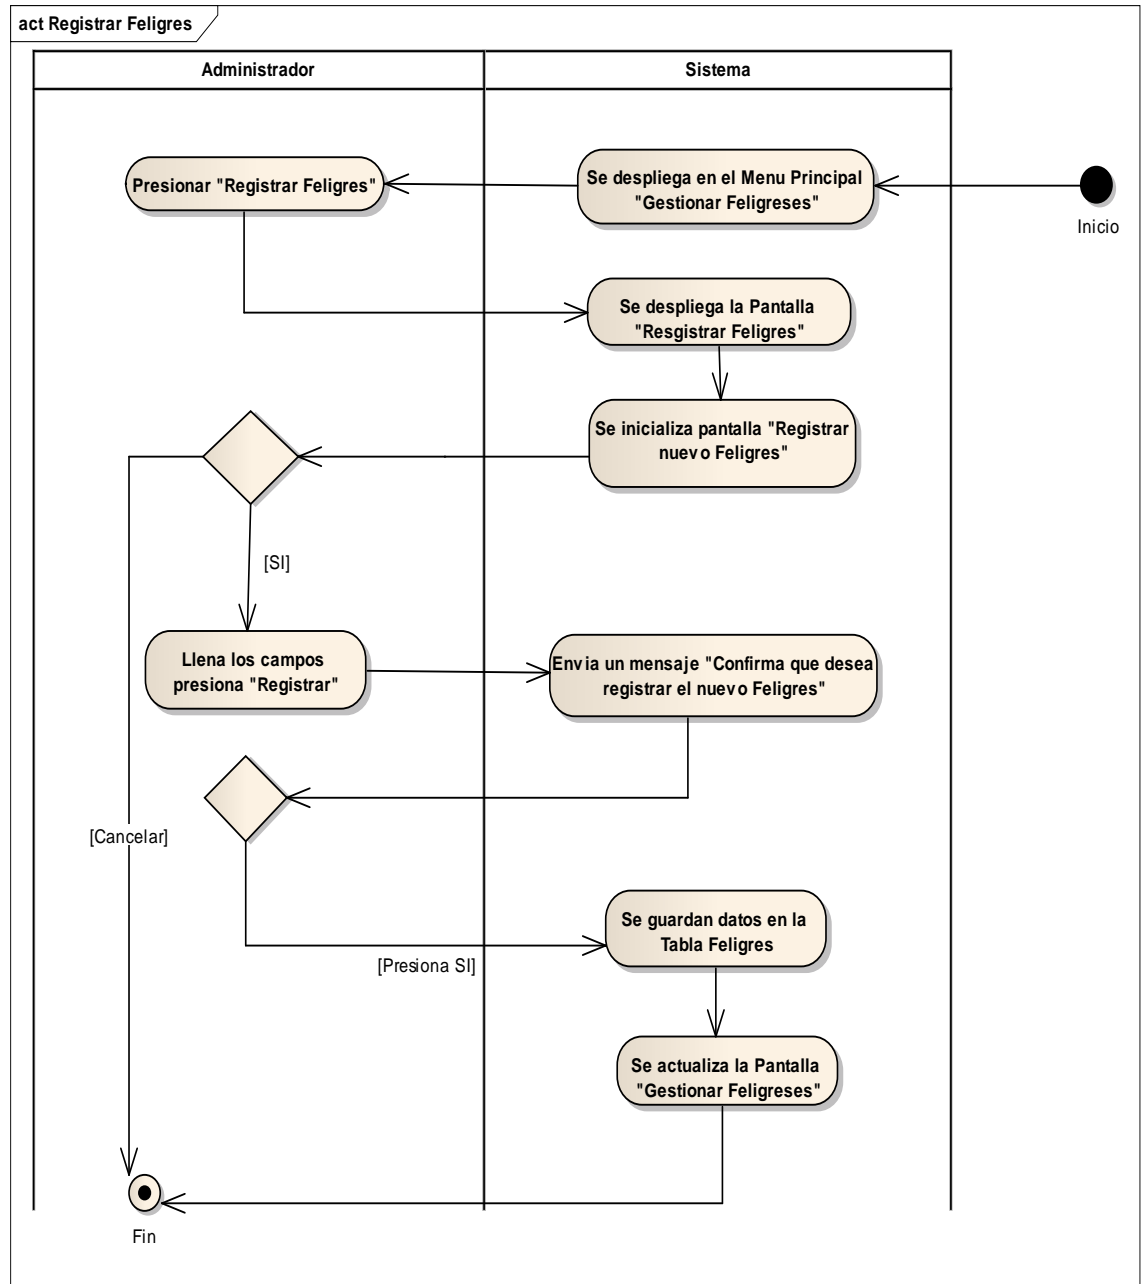 act Registrar Feligres
Administrador
Sistema
Presionar "Registrar Feligres"
Se despliega en el Menu Principal
"Gestionar Feligreses"
Inicio
Se despliega la Pantalla
"Resgistrar Feligres"
Se inicializa pantalla "Registrar
nuevo Feligres"
[SI]
Llena los campos
presiona "Registrar"
Envia un mensaje "Confirma que desea
registrar el nuevo Feligres"
[Cancelar]
Se guardan datos en la
Tabla Feligres
[Presiona SI]
Se actualiza la Pantalla
"Gestionar Feligreses"
Fin